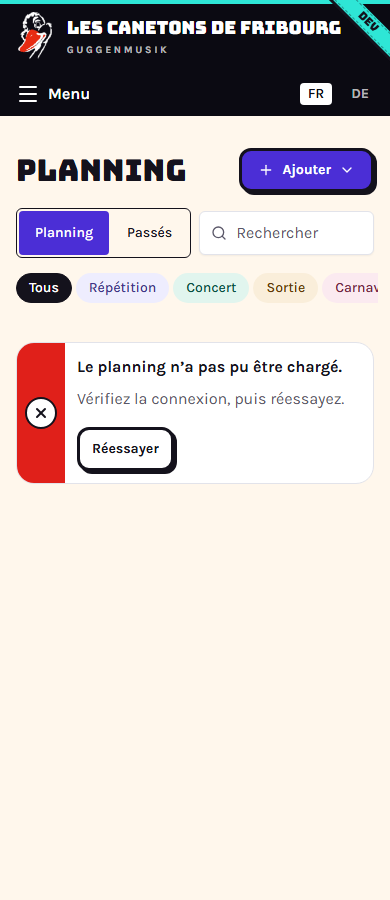 LES CANETONS DE FRIBOURG
GUGGENMUSIK
DEV
Menu
FR
DE
PLANNING
Ajouter
Planning
Passés
Rechercher
Tous
Répétition
Concert
Sortie
Carnav
Le planning n’a pas pu être chargé.
Vérifiez la connexion, puis réessayez.
Réessayer